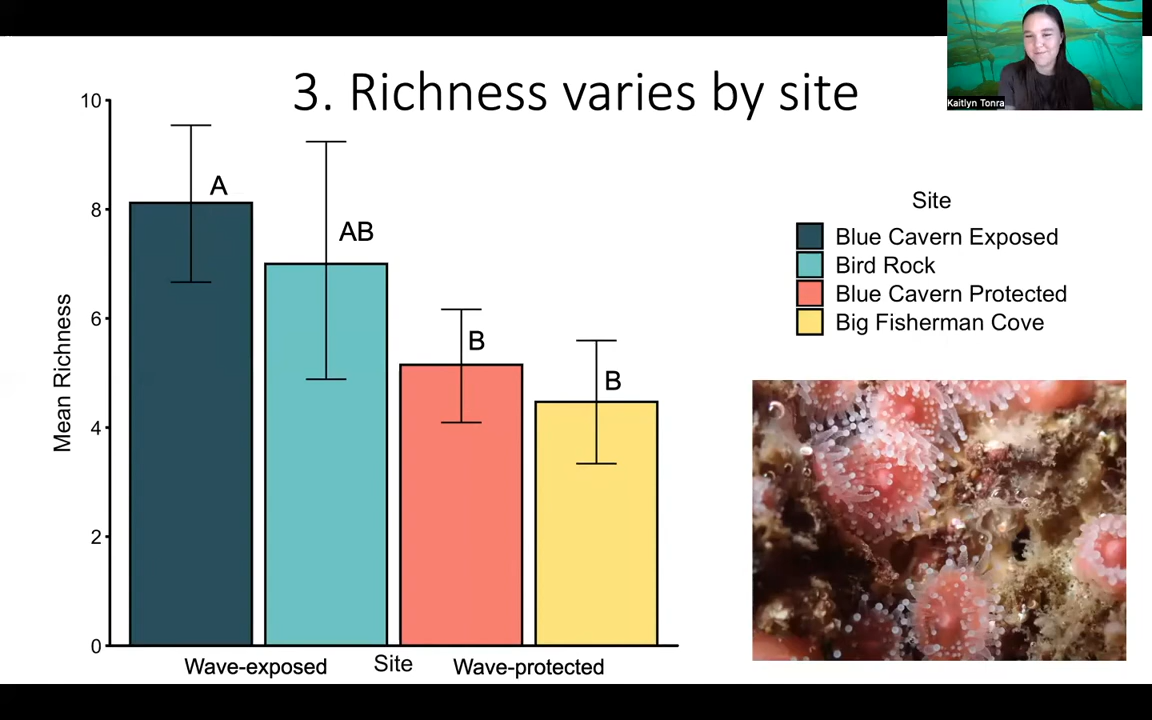 3. Richness varies by site
Kaitlyn Tonra
10
8
6
4
2
0
Mean Richness
A
AB
B
B
Wave-exposed
Site
Wave-protected
Site
Blue Cavern Exposed
Bird Rock
Blue Cavern Protected
Big Fisherman Cove